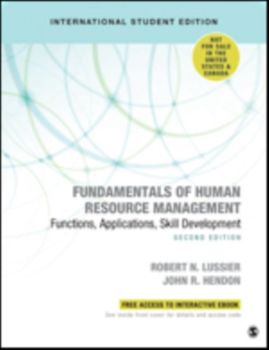 INTERNATIONAL STUDENT EDITION
NOT
FOR SALE
IN THE
UNITED
STATES &
CANADA
FUNDAMENTALS OF HUMAN
RESOURCE MANAGEMENT
Functions, Applications, Skill Development
SECOND EDITION
ROBERT N. LUSSIER
JOHN R. HENDON
FREE ACCESS TO INTERACTIVE EBOOK
See inside front cover for details and access code